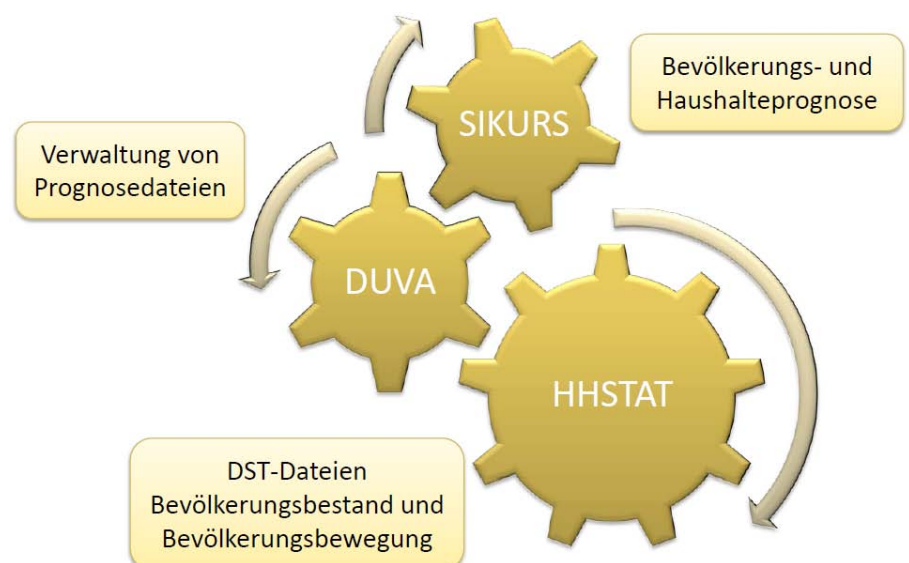 SIKURS
Bevölkerungs- und
Haushalteprognose
Verwaltung von
Prognosedateien
DUVA
HHSTAT
DST-Dateien
Bevölkerungsbestand und
Bevölkerungsbewegung